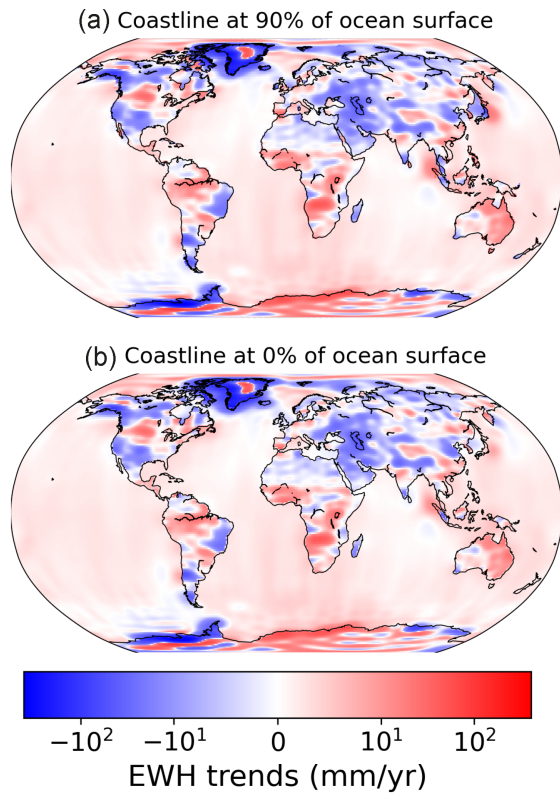 (a) Coastline at 90% of ocean surface
(b) Coastline at 0% of ocean surface
−10² −10¹ 0 10¹ 10²
EWH trends (mm/yr)